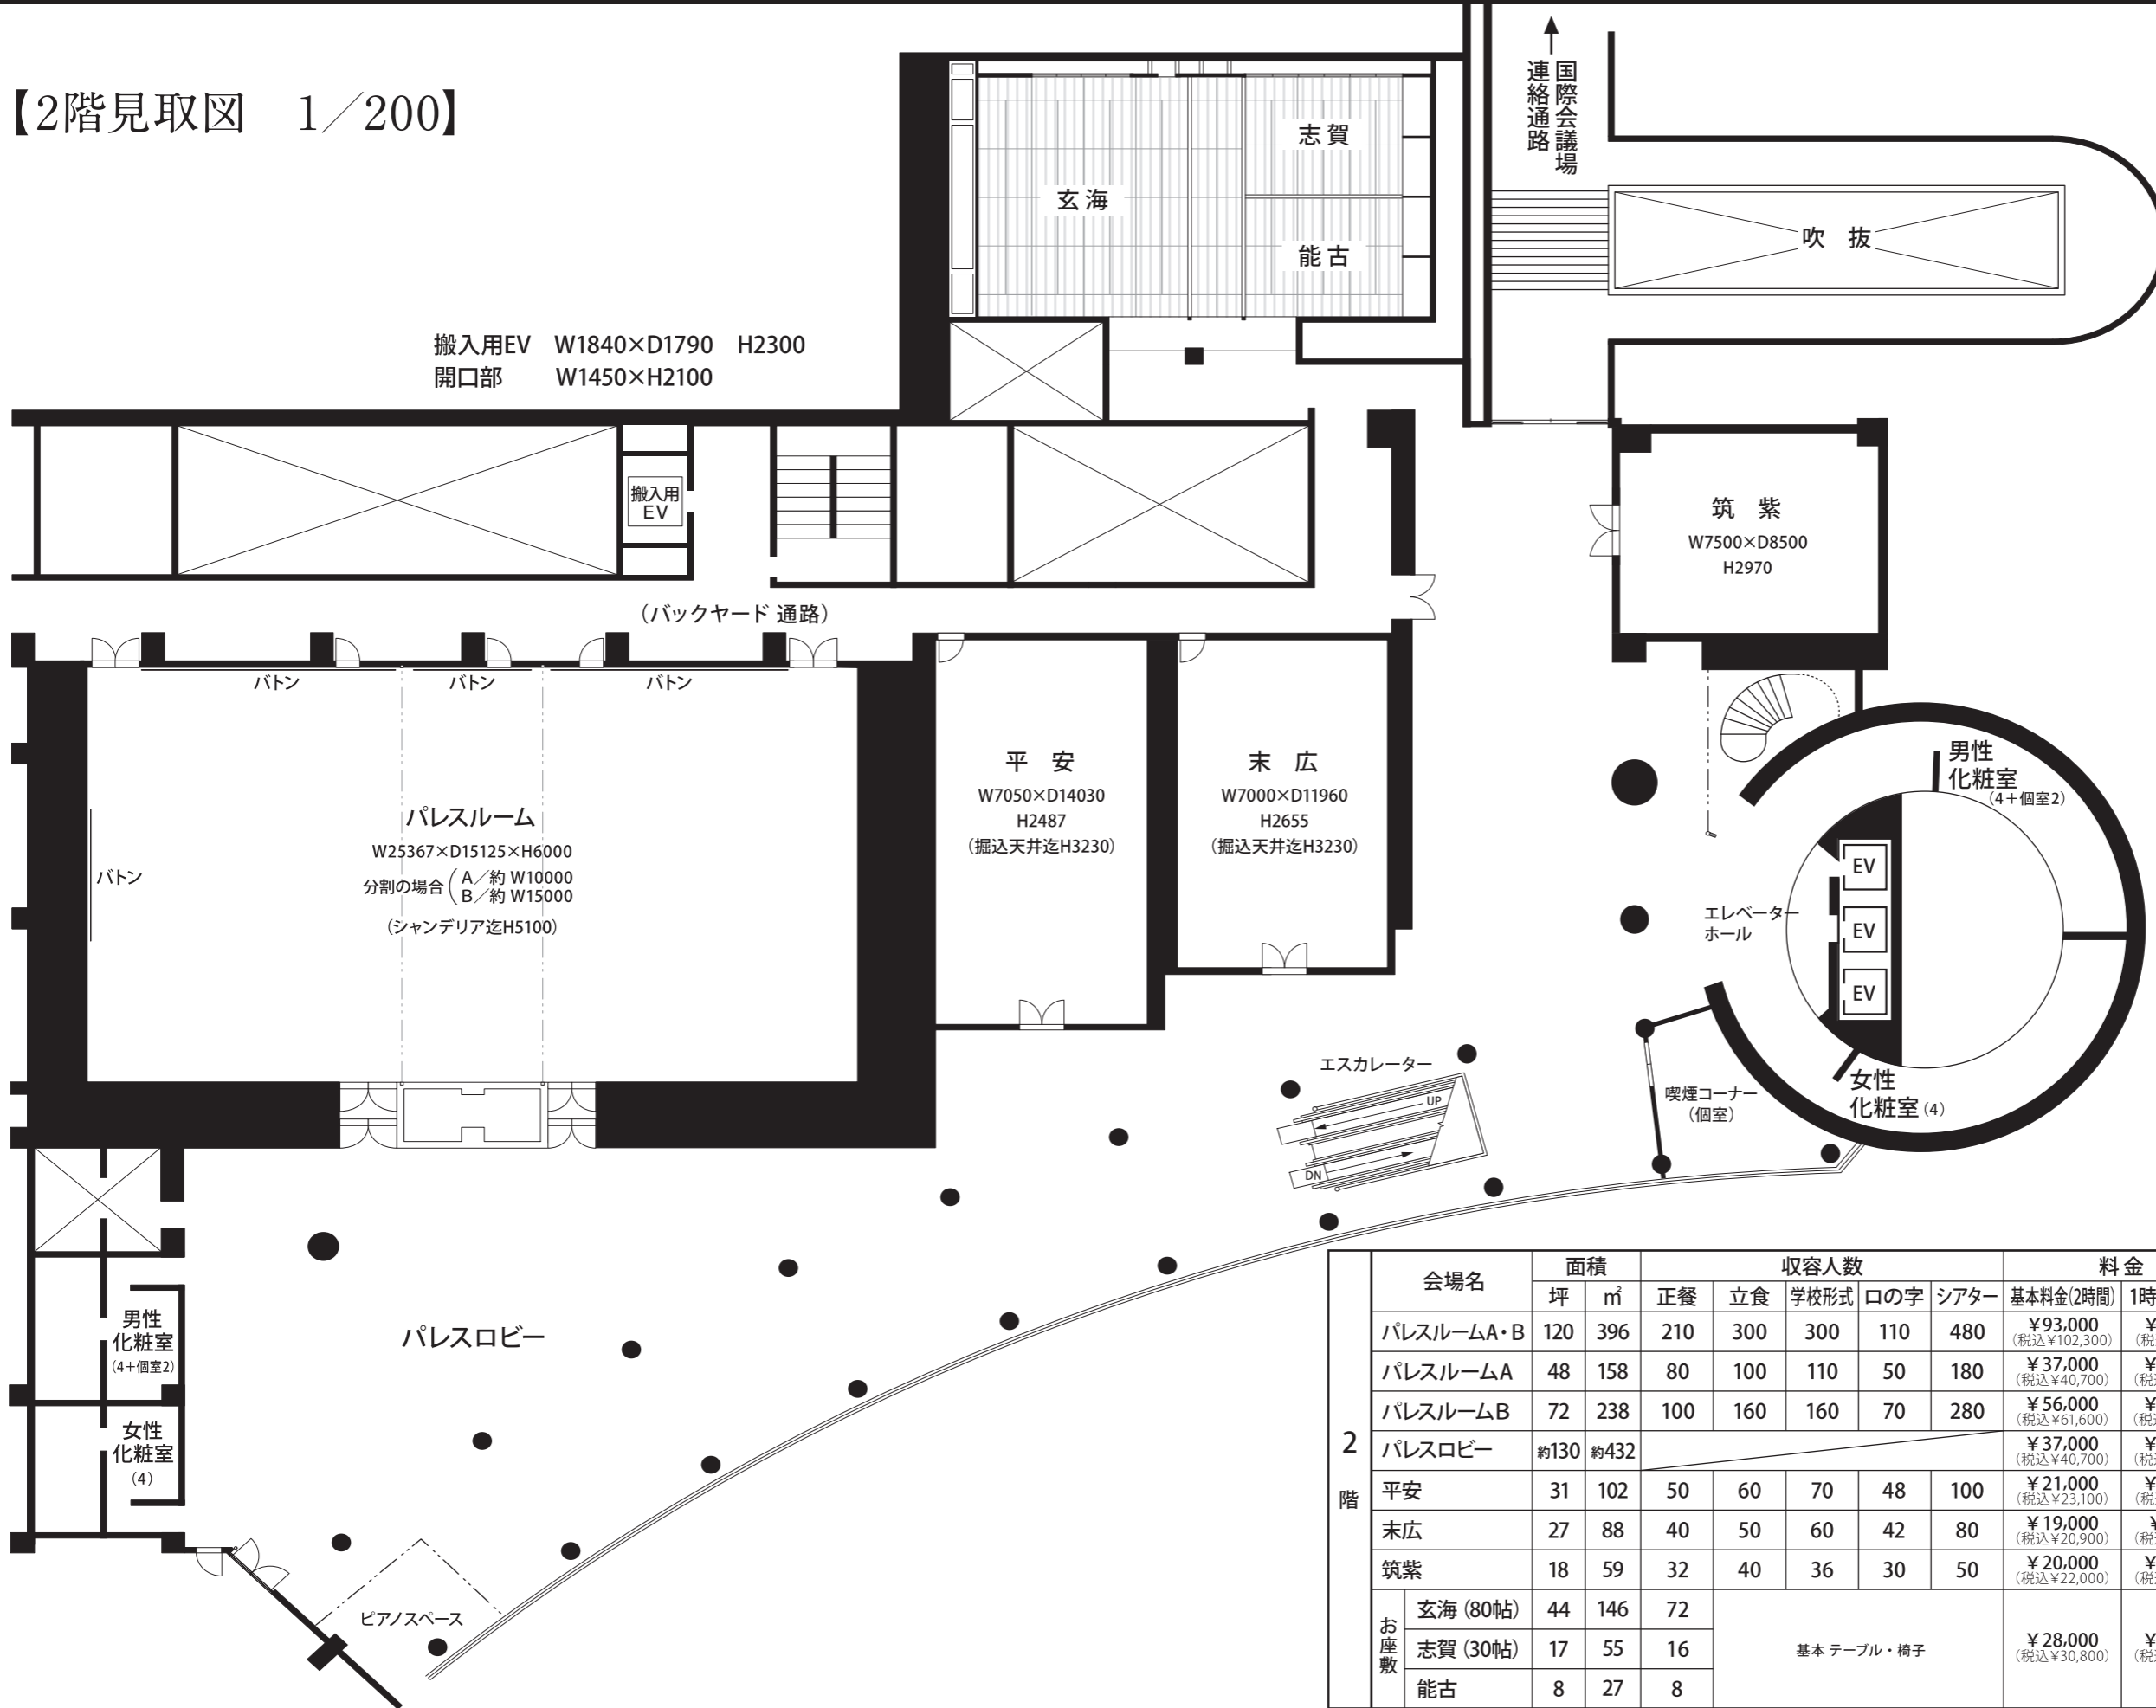 【2階見取図　1／200】
国際会議場
連絡通路
志賀
玄海
能古
吹　抜
搬入用EV　W1840×D1790　H2300
開口部　W1450×H2100
搬入用
EV
筑　紫
W7500×D8500
H2970
（バックヤード 通路）
バトン
バトン
バトン
バトン
パレスルーム
W25367×D15125×H6000
分割の場合
A／約 W10000
B／約 W15000
（シャンデリア迄H5100）
平　安
W7050×D14030
H2487
（掘込天井迄H3230）
末　広
W7000×D11960
H2655
（掘込天井迄H3230）
男性
化粧室
（4＋個室2）
EV
EV
EV
エレベーター
ホール
女性
化粧室（4）
喫煙コーナー
（個室）
エスカレーター
UP
DN
男性
化粧室
（4＋個室2）
女性
化粧室
（4）
パレスロビー
ピアノスペース
2階
会場名 面積 収容人数 料金
坪 ㎡ 正餐 立食 学校形式 ロの字 シアター 基本料金(2時間) 1時
パレスルームA・B 120 396 210 300 300 110 480 ¥93,000 ¥
（税込¥102,300） （税
パレスルームA 48 158 80 100 110 50 180 ¥37,000 ¥
（税込¥40,700） （税
パレスルームB 72 238 100 160 160 70 280 ¥56,000 ¥
（税込¥61,600） （税
パレスロビー 約130 約432 ¥37,000 ¥
（税込¥40,700） （税
平安 31 102 50 60 70 48 100 ¥21,000 ¥
（税込¥23,100） （税
末広 27 88 40 50 60 42 80 ¥19,000 ¥
（税込¥20,900） （税
筑紫 18 59 32 40 36 30 50 ¥20,000 ¥
（税込¥22,000） （税
お座敷
玄海（80帖） 44 146 72
志賀（30帖） 17 55 16 基本 テーブル・椅子 ¥28,000 ¥
（税込¥30,800） （税
能古 8 27 8